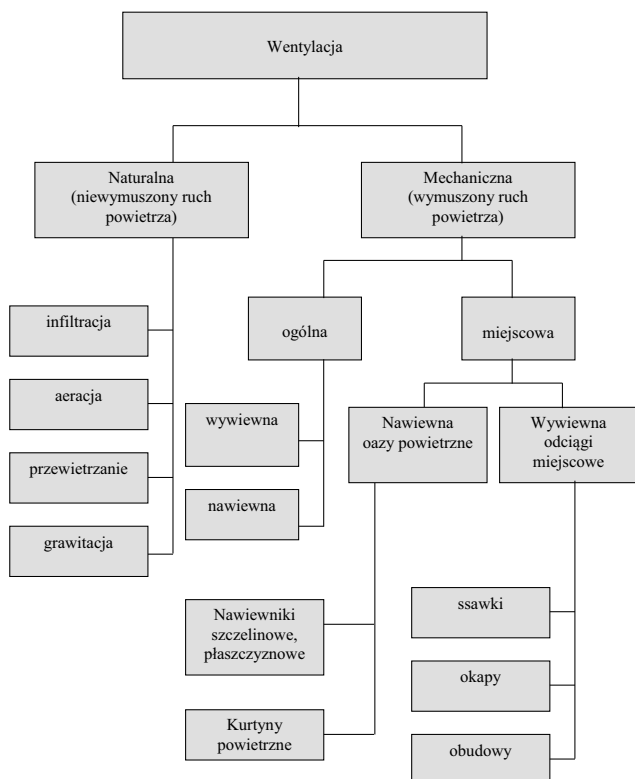 Wentylacja
Naturalna
(niewymuszony ruch
powietrza)
Mechaniczna
(wymuszony ruch
powietrza)
infiltracja
aeracja
przewietrzanie
grawitacja
ogólna
miejscowa
wywiewna
nawiewna
Nawiewna
oazy powietrzne
Wywiewna
odciągi
miejscowe
Nawiewniki
szczelinowe,
płaszczyznowe
Kurtyny
powietrzne
ssawki
okapy
obudowy